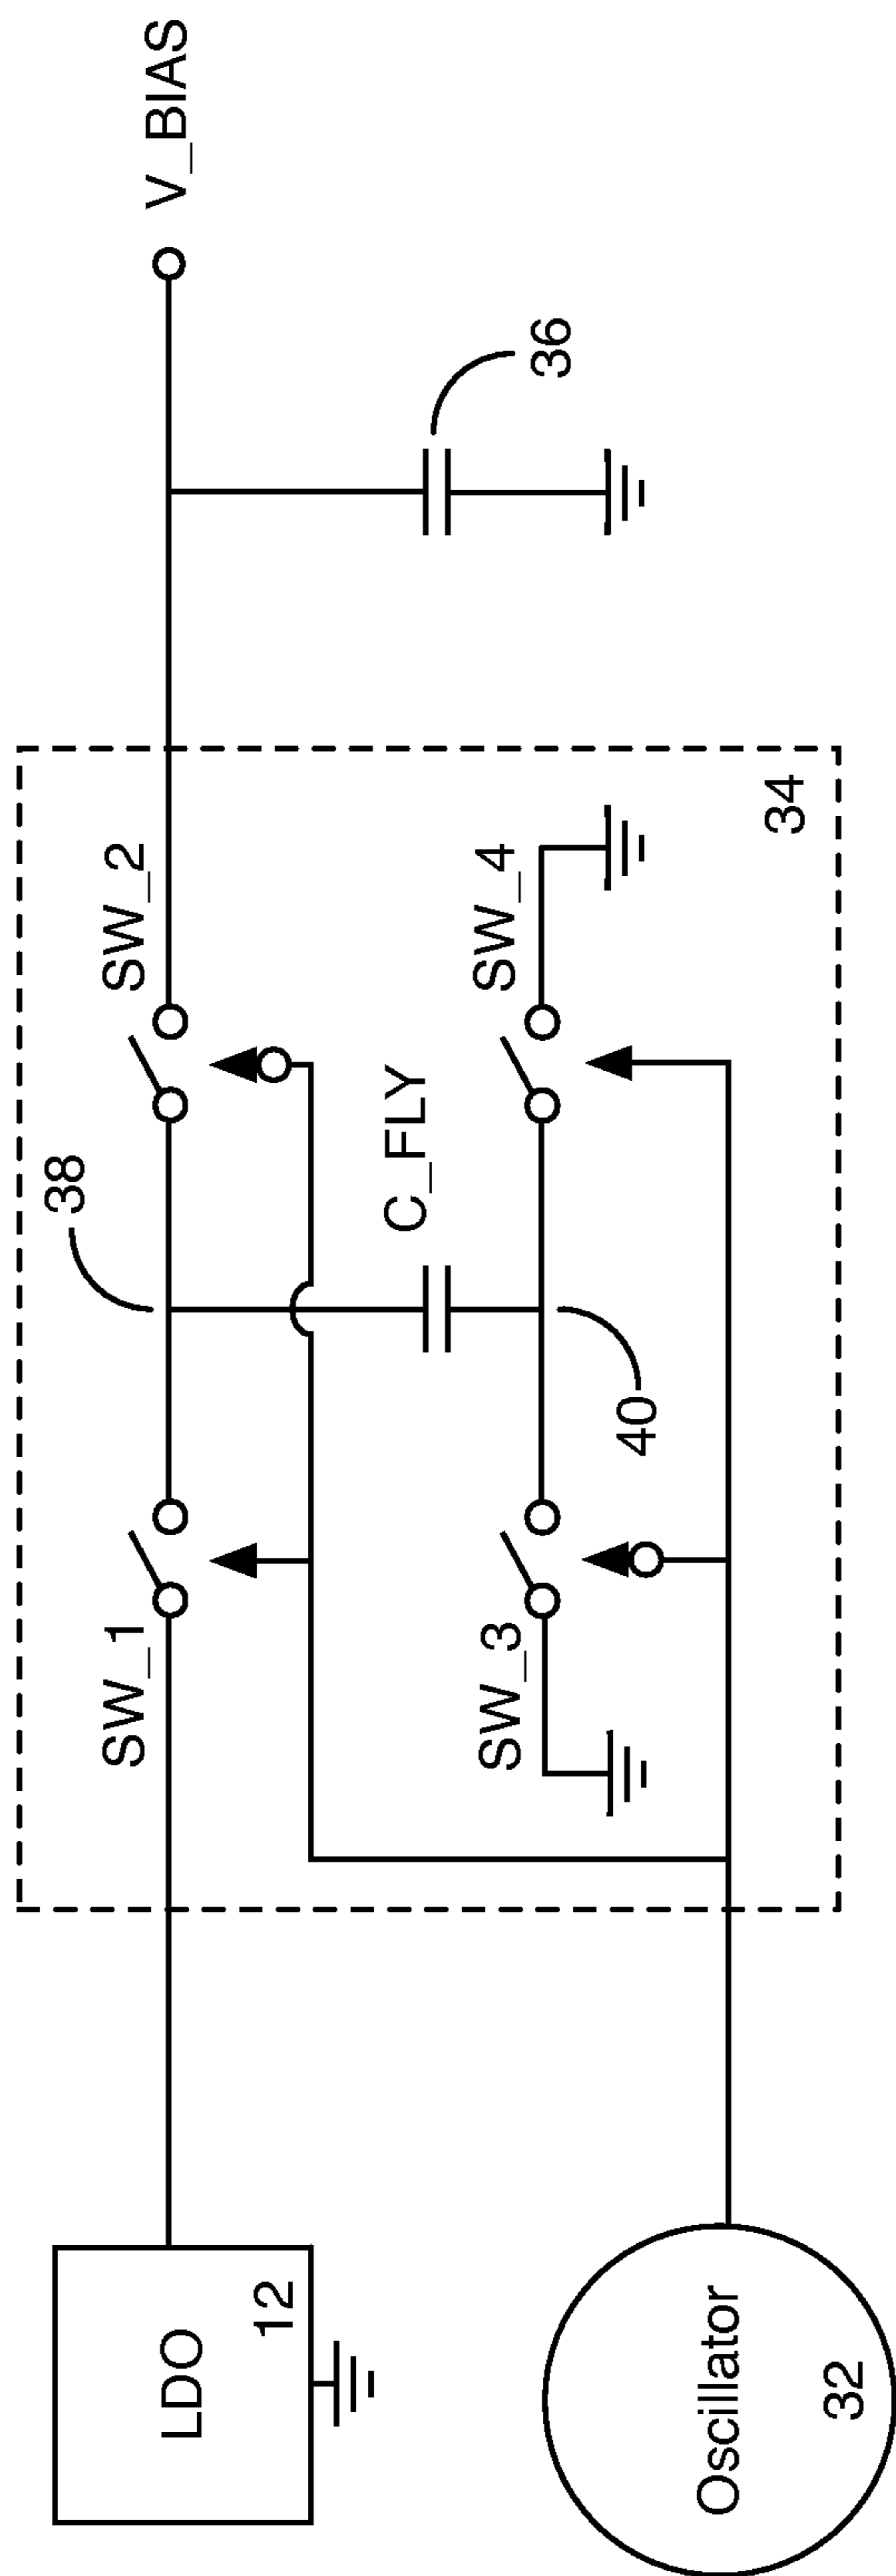 LDO
12
SW_1
38
SW_2
V_BIAS
C_FLY
36
SW_3
40
SW_4
34
Oscillator
32